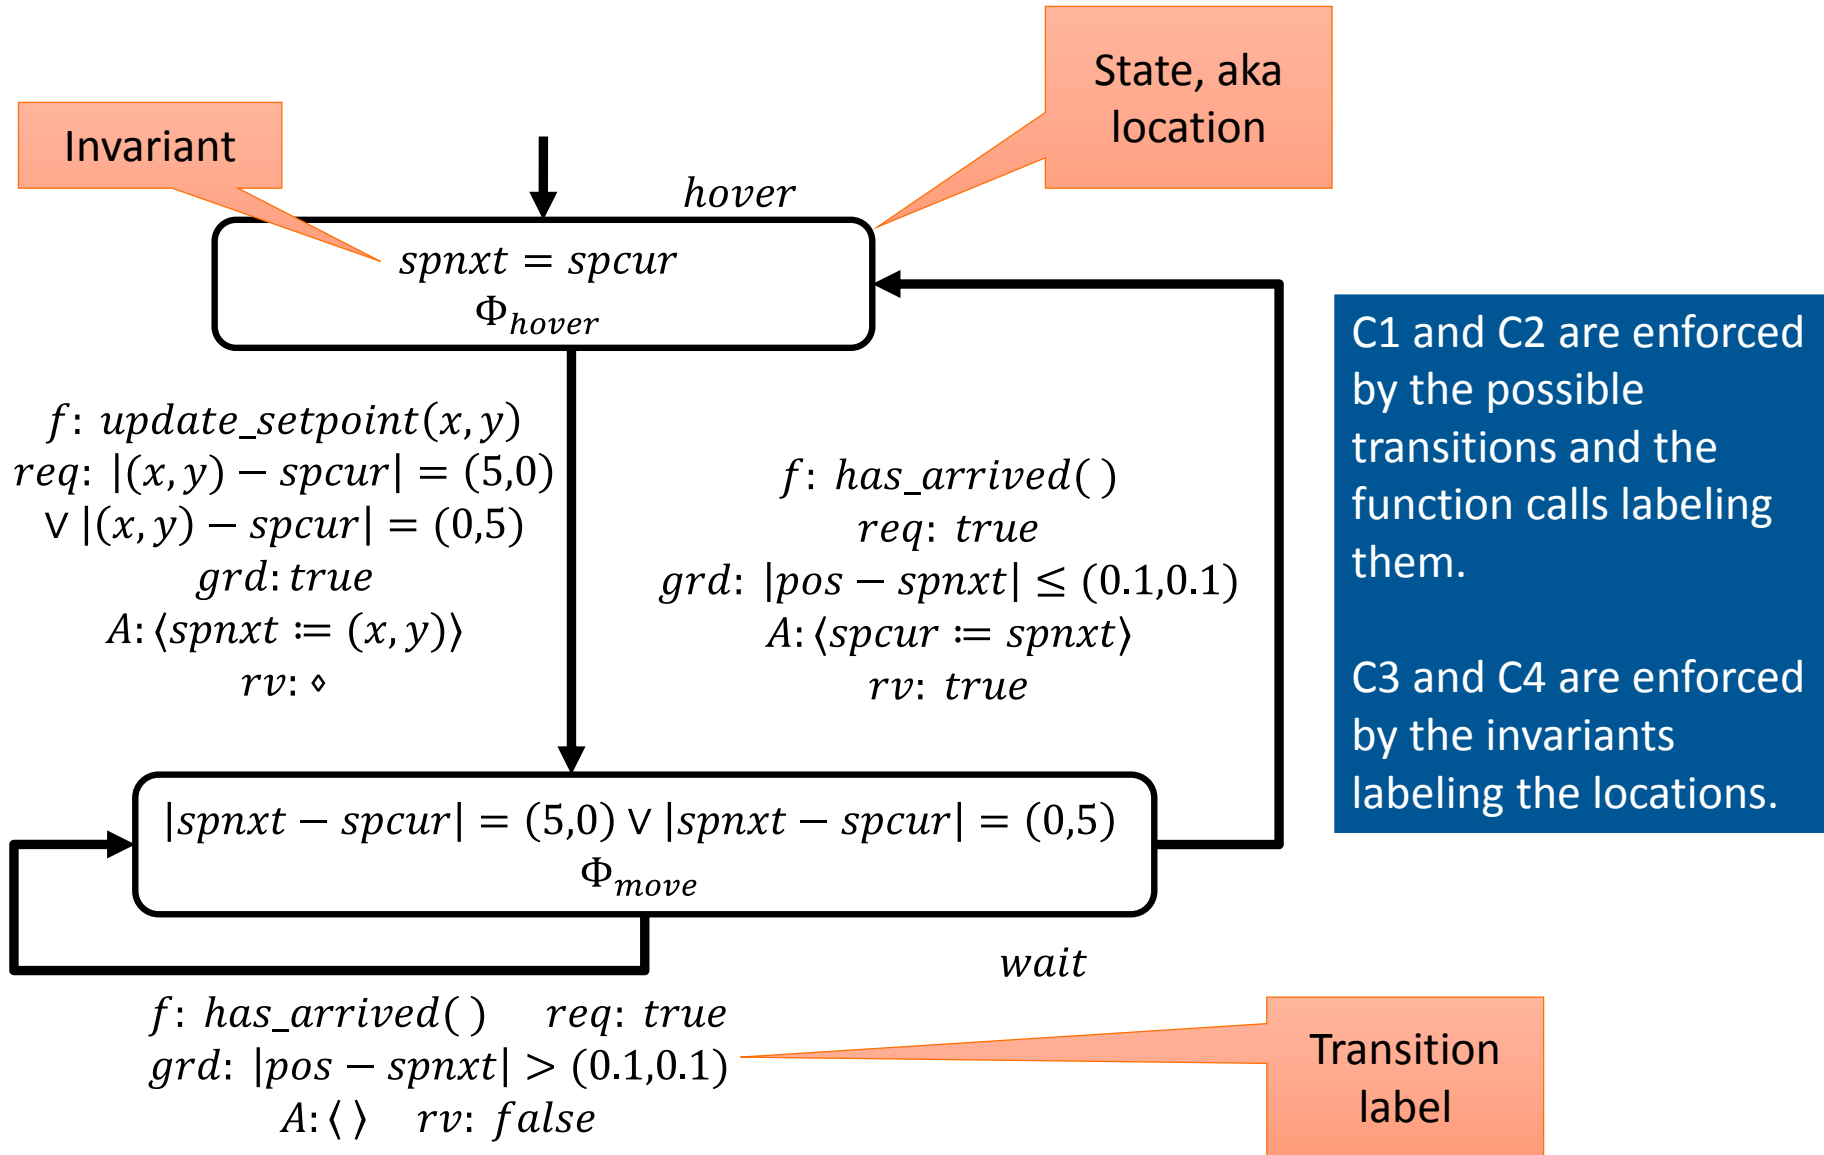 State, aka
location
Invariant
hover
spnxt = spcur
Φ_hover
f: update_setpoint(x, y)
req: |(x, y) − spcur| = (5,0)
∨ |(x, y) − spcur| = (0,5)
grd: true
A: ⟨spnxt ≔ (x, y)⟩
rv: ⋄
f: has_arrived( )
req: true
grd: |pos − spnxt| ≤ (0.1,0.1)
A: ⟨spcur ≔ spnxt⟩
rv: true
C1 and C2 are enforced
by the possible
transitions and the
function calls labeling
them.
C3 and C4 are enforced
by the invariants
labeling the locations.
|spnxt − spcur| = (5,0) ∨ |spnxt − spcur| = (0,5)
Φ_move
wait
f: has_arrived( ) req: true
grd: |pos − spnxt| > (0.1,0.1)
A: ⟨ ⟩ rv: false
Transition
label